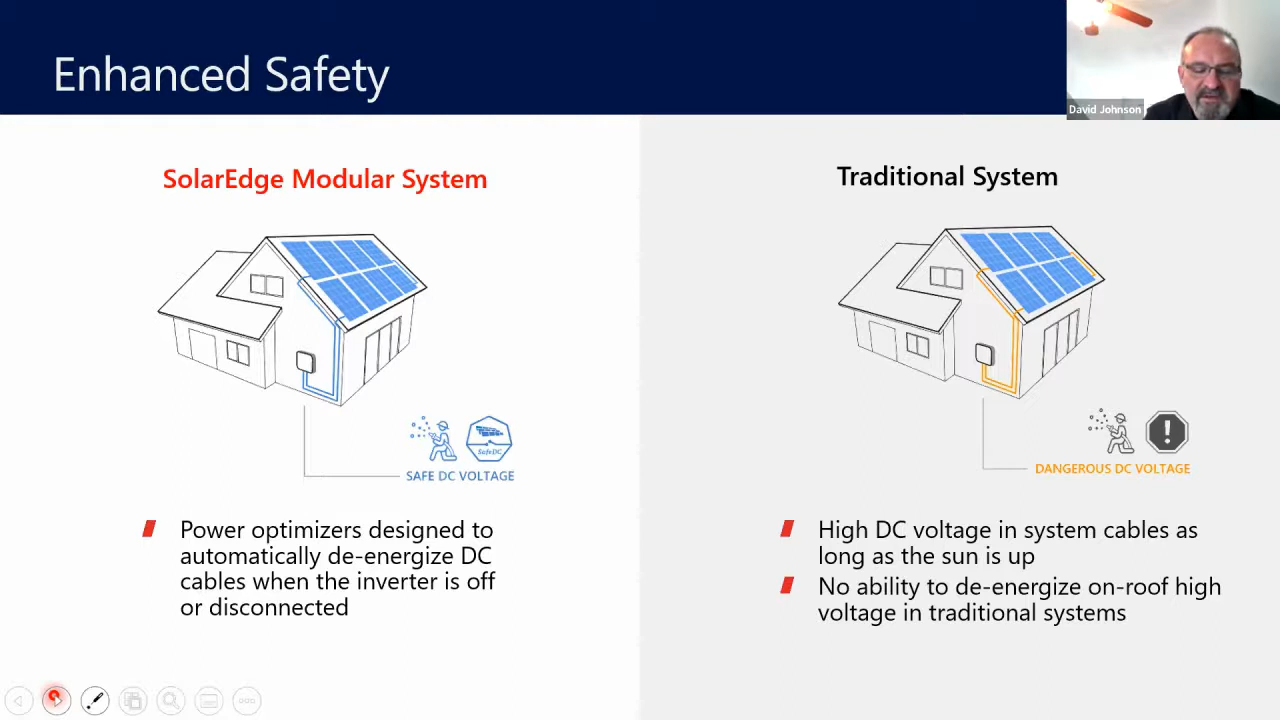 Enhanced Safety
David Johnson
SolarEdge Modular System
SafeDC
SAFE DC VOLTAGE
Power optimizers designed to
automatically de-energize DC
cables when the inverter is off
or disconnected
Traditional System
!
DANGEROUS DC VOLTAGE
High DC voltage in system cables as
long as the sun is up
No ability to de-energize on-roof high
voltage in traditional systems